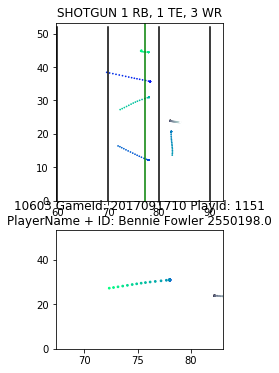 SHOTGUN 1 RB, 1 TE, 3 WR
50
40
30
20
10
0
60 70 80 90
10603 GameId: 2017091710 PlayId: 1151
PlayerName + ID: Bennie Fowler 2550198.0
40
20
0
70 75 80